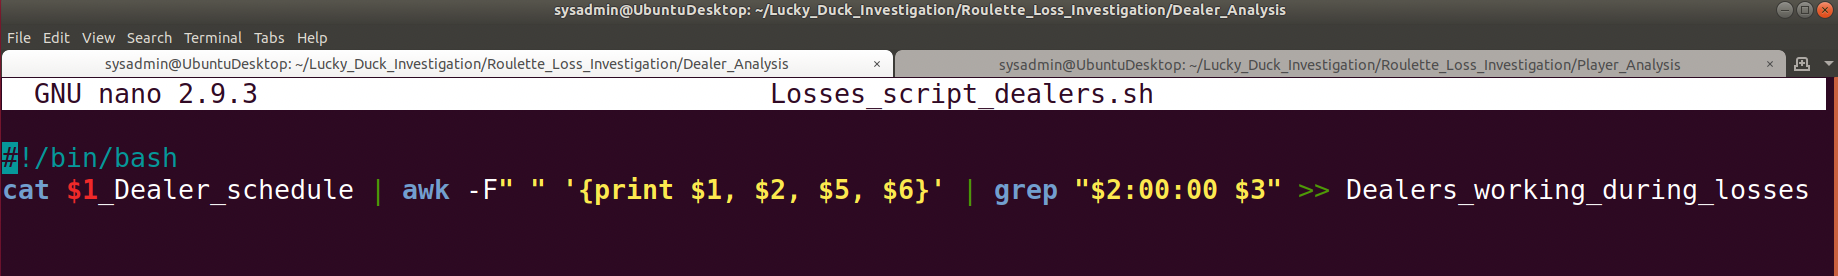 sysadmin@UbuntuDesktop: ~/Lucky_Duck_Investigation/Roulette_Loss_Investigation/Dealer_Analysis
File Edit View Search Terminal Tabs Help
sysadmin@UbuntuDesktop: ~/Lucky_Duck_Investigation/Roulette_Loss_Investigation/Dealer_Analysis × sysadmin@UbuntuDesktop: ~/Lucky_Duck_Investigation/Roulette_Loss_Investigation/Player_Analysis ×
GNU nano 2.9.3 Losses_script_dealers.sh
#!/bin/bash
cat $1_Dealer_schedule | awk -F" " '{print $1, $2, $5, $6}' | grep "$2:00:00 $3" >> Dealers_working_during_losses